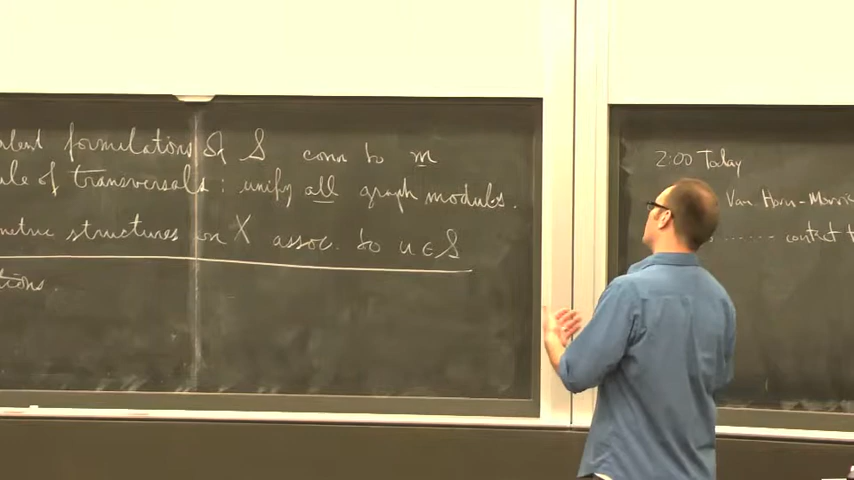 formulations of S conn to m
of transversals : unify all graph moduls.
structures on X assoc. to u ∈ S
2:00 Today
Van Horn-Morris
........ contact